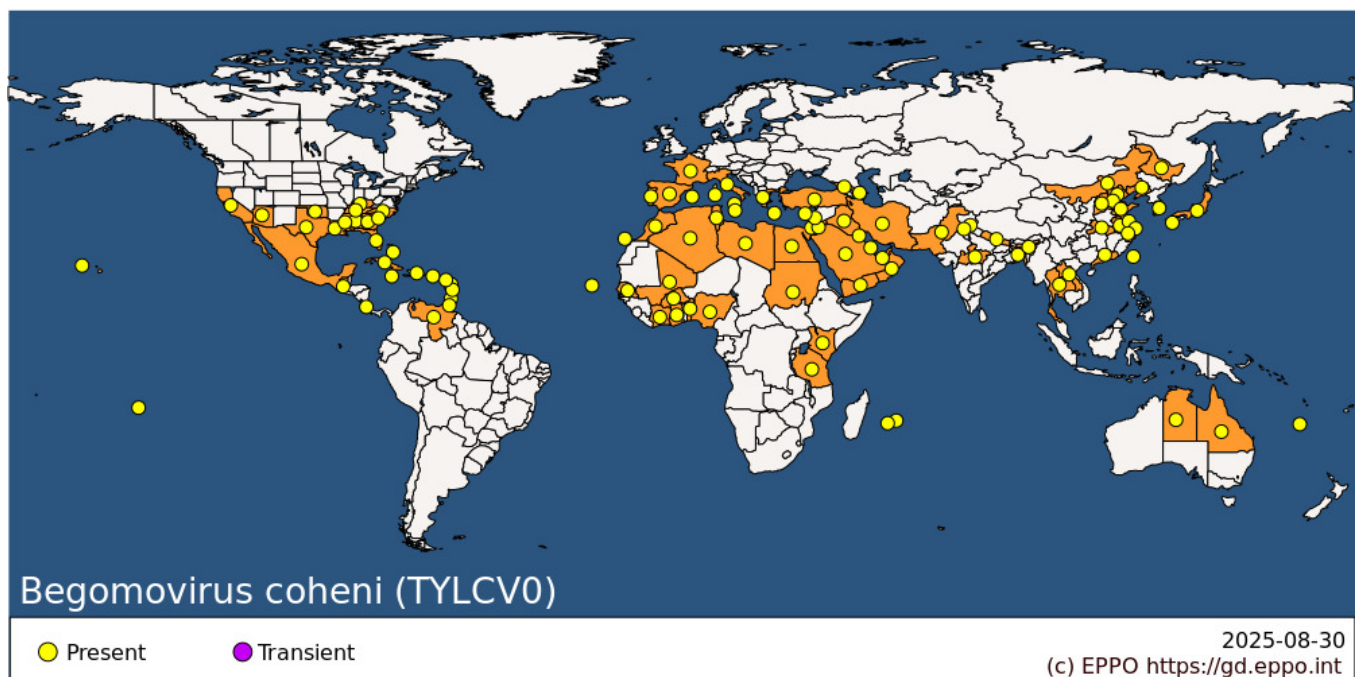 Begomovirus coheni (TYLCV0)
Present
Transient
2025-08-30
(c) EPPO https://gd.eppo.int